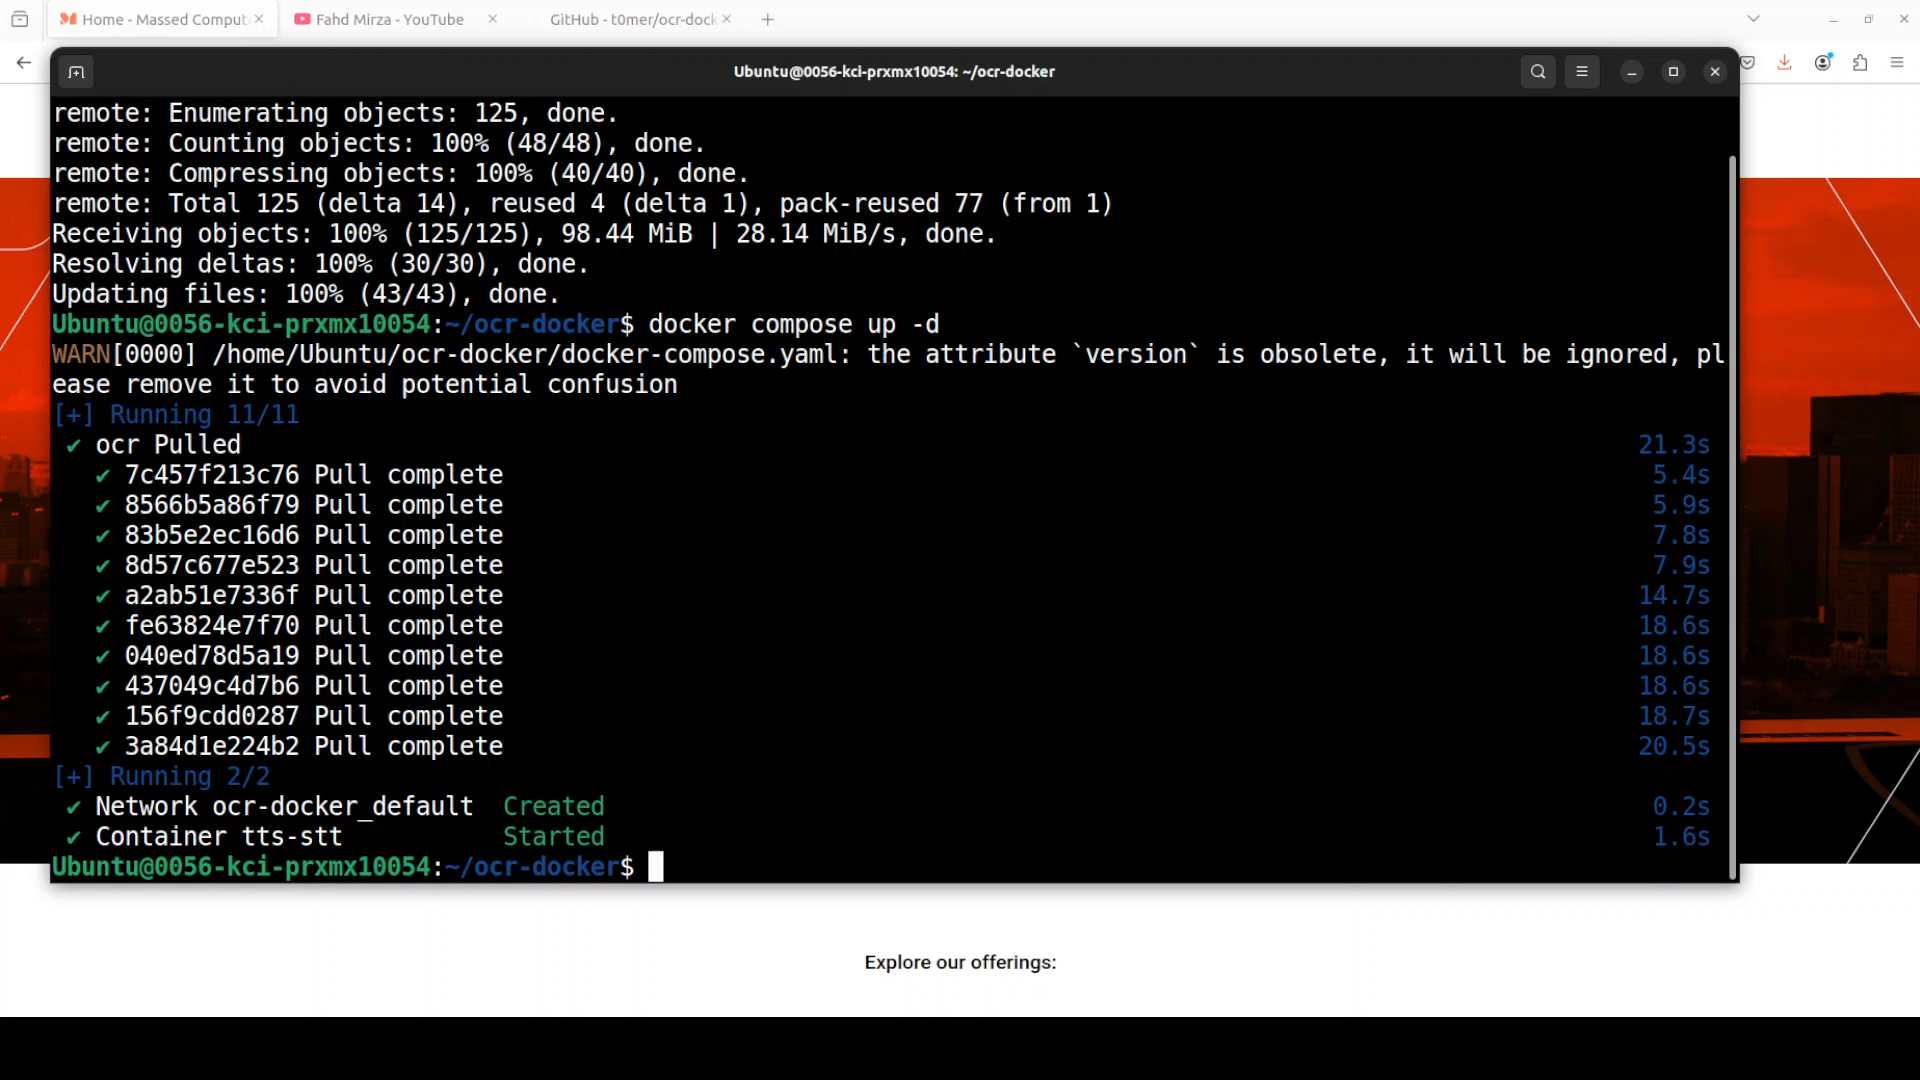 Home - Massed Comput
Fahd Mirza - YouTube
GitHub - t0mer/ocr-dock
Ubuntu@0056-kci-prxmx10054: ~/ocr-docker
remote: Enumerating objects: 125, done.
remote: Counting objects: 100% (48/48), done.
remote: Compressing objects: 100% (40/40), done.
remote: Total 125 (delta 14), reused 4 (delta 1), pack-reused 77 (from 1)
Receiving objects: 100% (125/125), 98.44 MiB | 28.14 MiB/s, done.
Resolving deltas: 100% (30/30), done.
Updating files: 100% (43/43), done.
Ubuntu@0056-kci-prxmx10054:~/ocr-docker$ docker compose up -d
WARN[0000] /home/Ubuntu/ocr-docker/docker-compose.yaml: the attribute `version` is obsolete, it will be ignored, pl
ease remove it to avoid potential confusion
[+] Running 11/11
✔ ocr Pulled 21.3s
✔ 7c457f213c76 Pull complete 5.4s
✔ 8566b5a86f79 Pull complete 5.9s
✔ 83b5e2ec16d6 Pull complete 7.8s
✔ 8d57c677e523 Pull complete 7.9s
✔ a2ab51e7336f Pull complete 14.7s
✔ fe63824e7f70 Pull complete 18.6s
✔ 040ed78d5a19 Pull complete 18.6s
✔ 437049c4d7b6 Pull complete 18.6s
✔ 156f9cdd0287 Pull complete 18.7s
✔ 3a84d1e224b2 Pull complete 20.5s
[+] Running 2/2
✔ Network ocr-docker_default Created 0.2s
✔ Container tts-stt Started 1.6s
Ubuntu@0056-kci-prxmx10054:~/ocr-docker$
Explore our offerings: